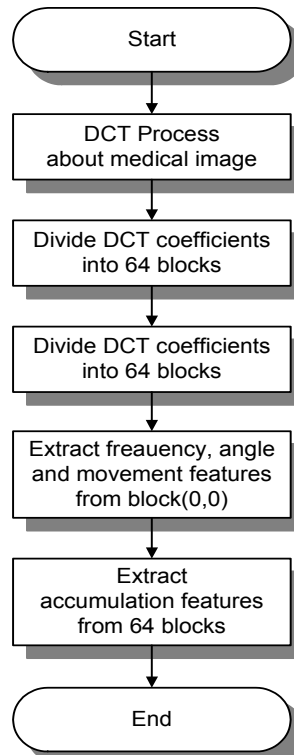 Start
DCT Process
about medical image
Divide DCT coefficients
into 64 blocks
Divide DCT coefficients
into 64 blocks
Extract freauency, angle
and movement features
from block(0,0)
Extract
accumulation features
from 64 blocks
End